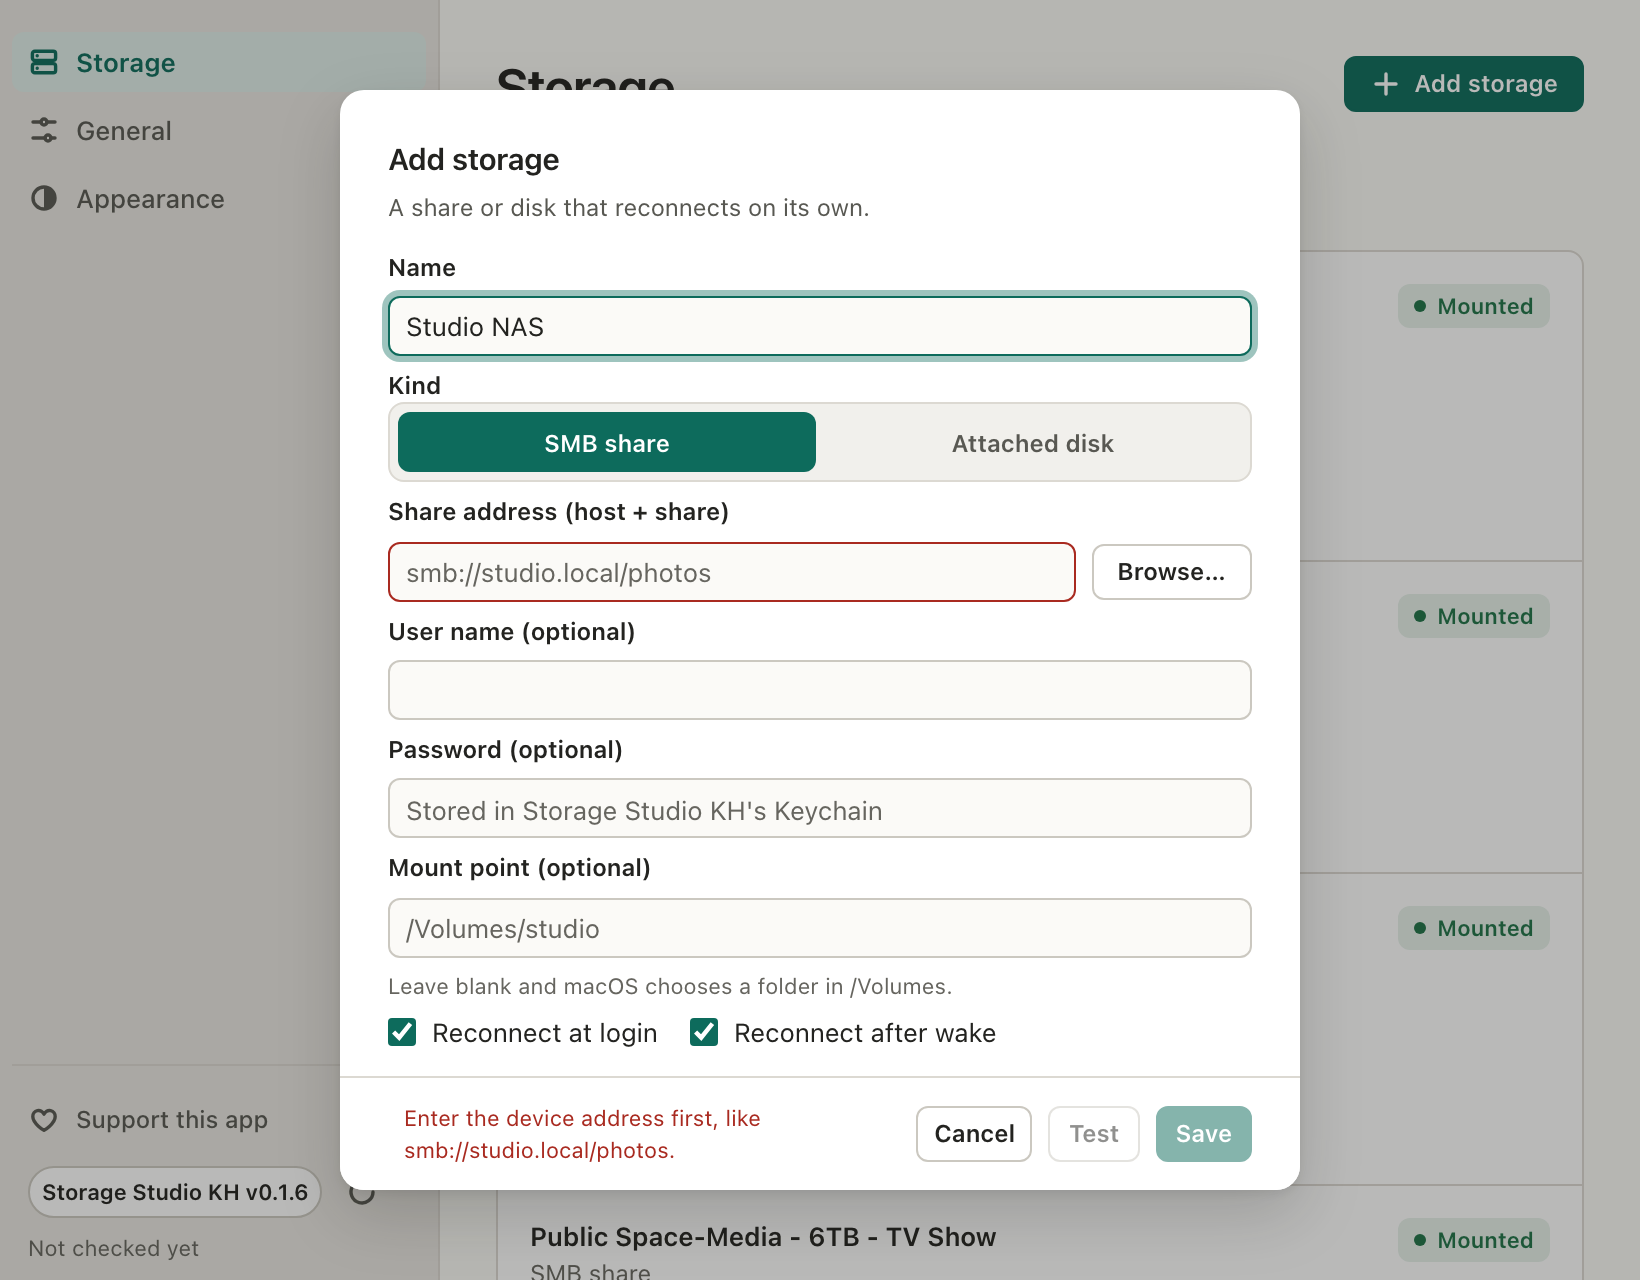 Storage
General
Appearance
Storage
Add storage
Add storage
A share or disk that reconnects on its own.
Name
Studio NAS
Kind
SMB share
Attached disk
Share address (host + share)
smb://studio.local/photos
Browse...
User name (optional)
Password (optional)
Stored in Storage Studio KH's Keychain
Mount point (optional)
/Volumes/studio
Leave blank and macOS chooses a folder in /Volumes.
Reconnect at login
Reconnect after wake
Enter the device address first, like
smb://studio.local/photos.
Cancel
Test
Save
Mounted
Mounted
Mounted
Public Space-Media - 6TB - TV Show
SMB share
Mounted
Support this app
Storage Studio KH v0.1.6
Not checked yet